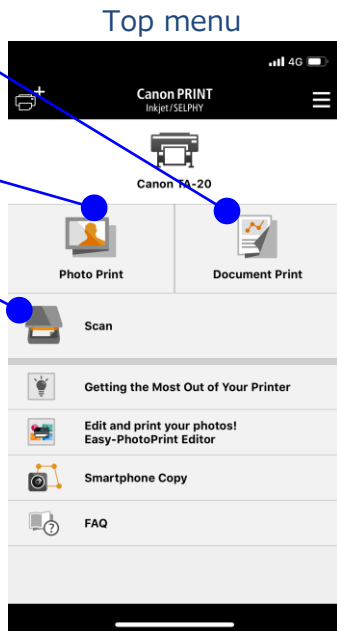 Top menu
4G
Canon PRINT
Inkjet/SELPHY
Canon TA-20
Photo Print
Document Print
Scan
Getting the Most Out of Your Printer
Edit and print your photos!
Easy-PhotoPrint Editor
Smartphone Copy
FAQ